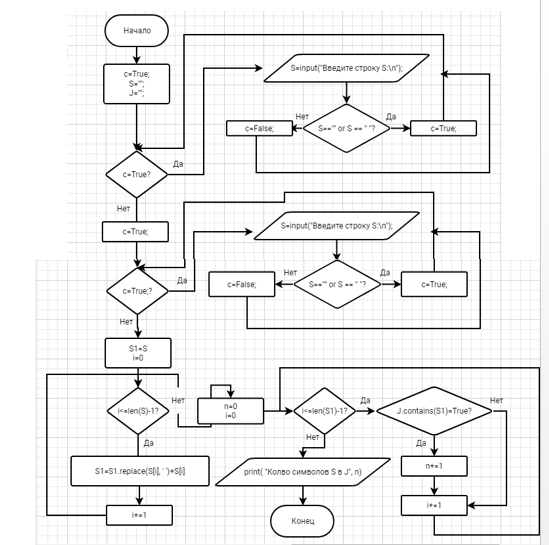 Начало
c=True;
S="";
J="";
c=True?
Да
Нет
S=input("Введите строку S:\n");
S=="" or S == " "?
Нет
Да
c=False;
c=True;
c=True;
c=True;?
Да
Нет
S=input("Введите строку S:\n");
S=="" or S == " "?
Нет
Да
c=False;
c=True;
S1=S
i=0
i<=len(S)-1?
Нет
Да
S1=S1.replace(S[i]; ' ')+S[i]
i+=1
n=0
i=0
i<=len(S1)-1?
Да
Нет
J.contains(S1)=True?
Нет
Да
n+=1
i+=1
print( "Колво символов S в J", n)
Конец